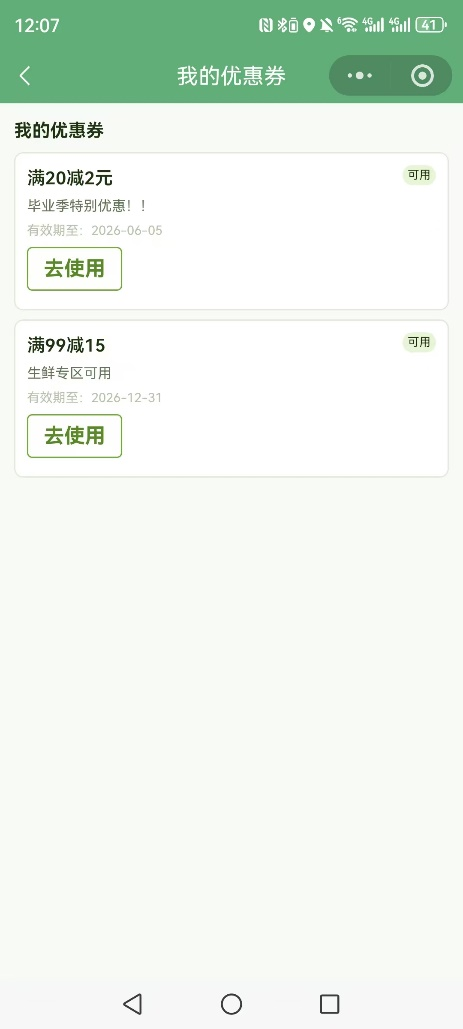 12:07
6 4G 4G 41
我的优惠券
我的优惠券
满20减2元
可用
毕业季特别优惠！！
有效期至：2026-06-05
去使用
满99减15
可用
生鲜专区可用
有效期至：2026-12-31
去使用